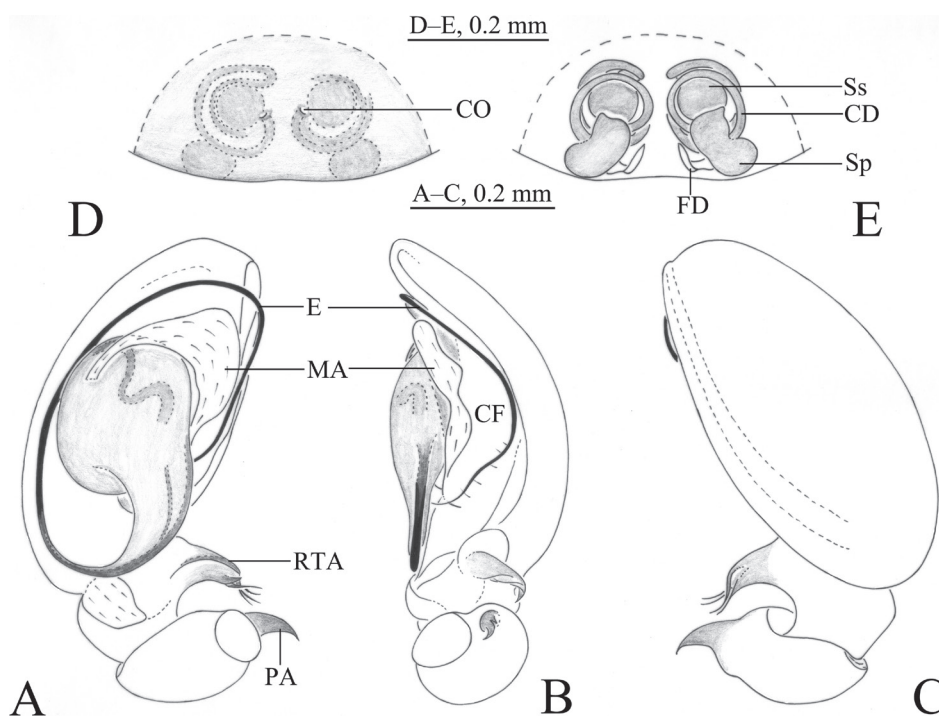 D–E, 0.2 mm
CO
Ss
CD
Sp
FD
D
E
A–C, 0.2 mm
E
MA
CF
RTA
PA
A
B
C